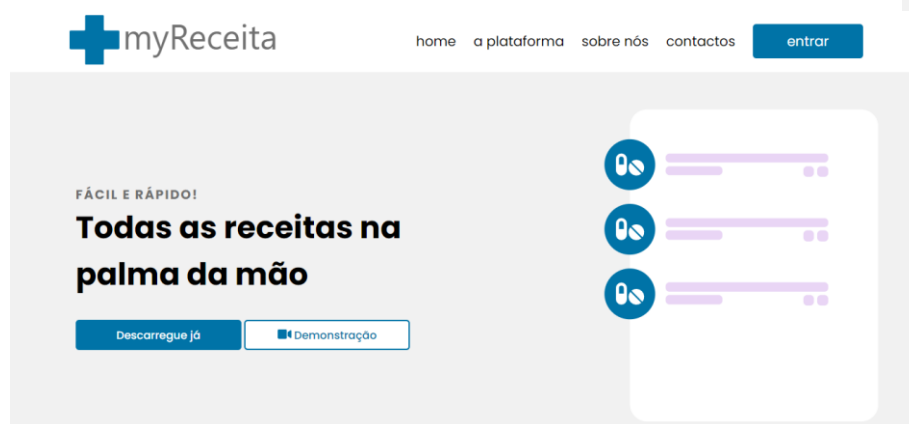 myReceita
home a plataforma sobre nós contactos entrar
FÁCIL E RÁPIDO!
Todas as receitas na
palma da mão
Descarregue já Demonstração